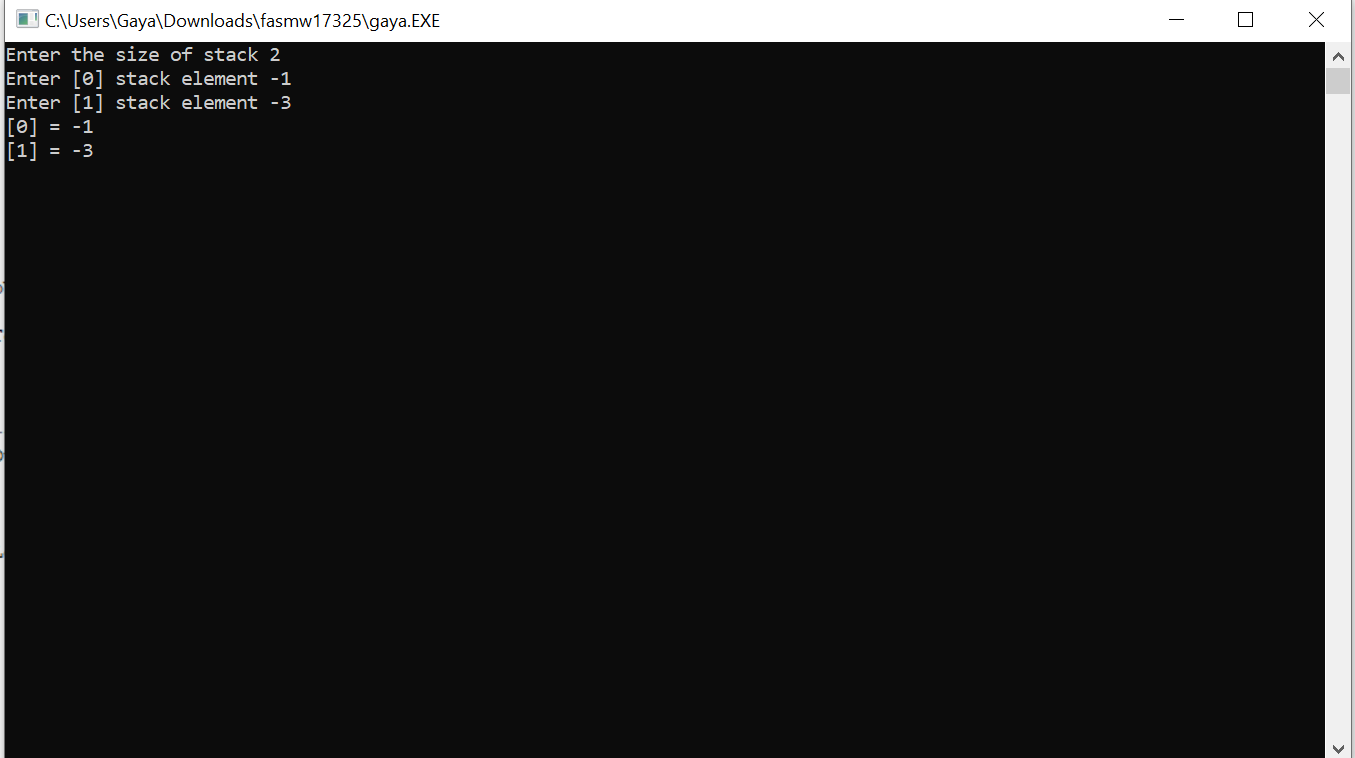 C:\Users\Gaya\Downloads\fasmw17325\gaya.EXE
Enter the size of stack 2
Enter [0] stack element -1
Enter [1] stack element -3
[0] = -1
[1] = -3